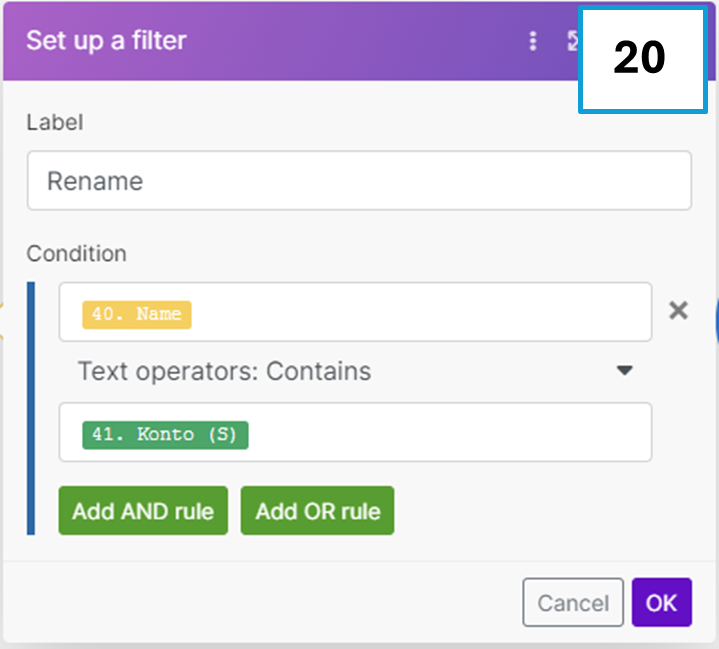 Set up a filter
20
Label
Rename
Condition
40. Name
Text operators: Contains
41. Konto (S)
Add AND rule Add OR rule
Cancel OK